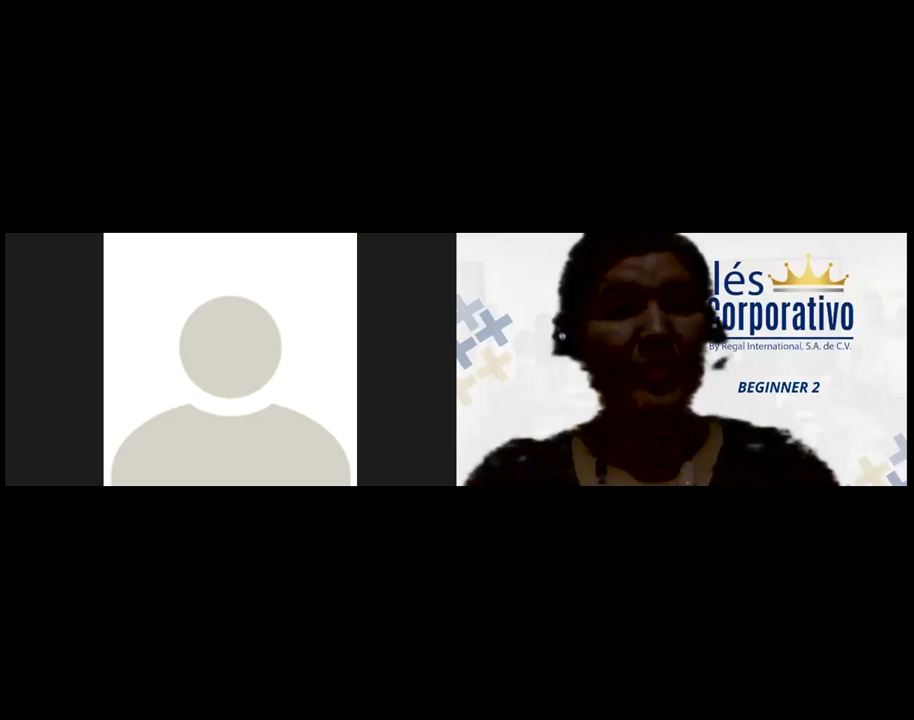 lés
Corporativo
By Regal International, S.A. de C.V.
BEGINNER 2